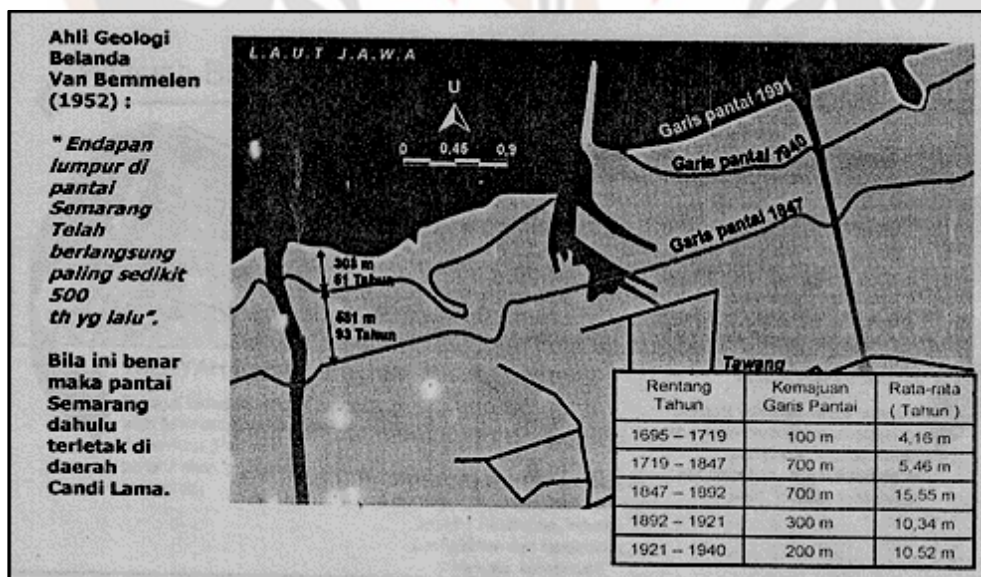 Ahli Geologi
Belanda
Van Bemmelen
(1952) :
" Endapan
lumpur di
pantai
Semarang
Telah
berlangsung
paling sedikit
500
th yg lalu".
Bila ini benar
maka pantai
Semarang
dahulu
terletak di
daerah
Candi Lama.
L.A.U.T J.A.W.A
U
0 0.45 0.9
Garis pantai 1991
Garis pantai 1940
Garis pantai 1847
308 m
51 Tahun
581 m
93 Tahun
Tawang
Rentang Tahun Kemajuan Garis Pantai Rata-rata ( Tahun )
1695 – 1719 100 m 4,16 m
1719 – 1847 700 m 5,46 m
1847 – 1892 700 m 15,55 m
1892 – 1921 300 m 10,34 m
1921 – 1940 200 m 10.52 m